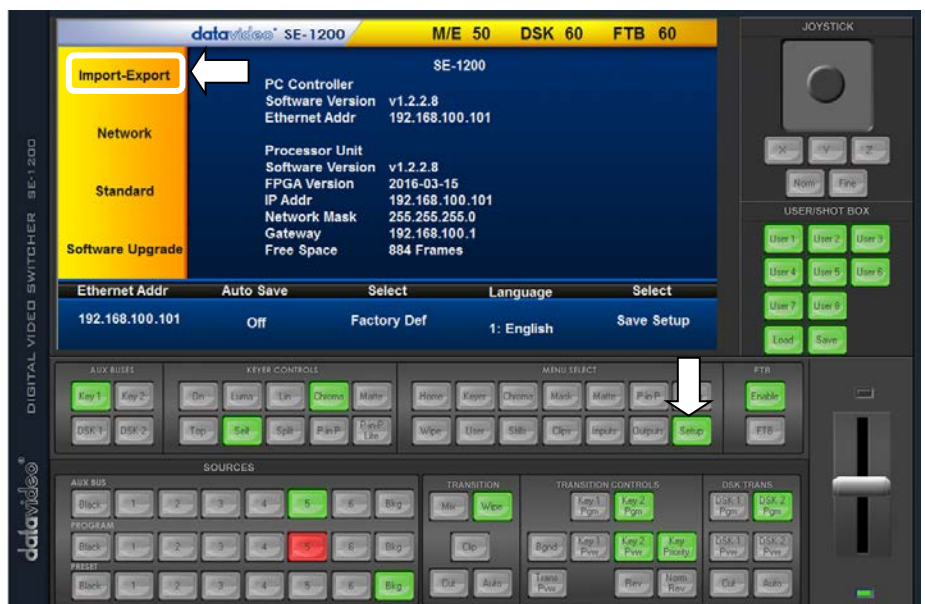 datavideo SE-1200 M/E 50 DSK 60 FTB 60
Import-Export
Network
Standard
Software Upgrade
SE-1200
PC Controller
Software Version v1.2.2.8
Ethernet Addr 192.168.100.101
Processor Unit
Software Version v1.2.2.8
FPGA Version 2016-03-15
IP Addr 192.168.100.101
Network Mask 255.255.255.0
Gateway 192.168.100.1
Free Space 884 Frames
Ethernet Addr Auto Save Select Language Select
192.168.100.101 Off Factory Def 1: English Save Setup
JOYSTICK
X Y Z
Norm Fine
USER/SHOT BOX
User 1 User 2 User 3
User 4 User 5 User 6
User 7 User 8
Load Save
DIGITAL VIDEO SWITCHER SE-1200
datavideo
AUX BUSES KEYER CONTROLS MENU SELECT FTB
Key 1 Key 2 On Luma Lin Chroma Matte Home Keyer Chroma Mask Matte P-in-P Enable
DSK 1 DSK 2 Top Self Split P-in-P P-in-P Lite Wipe User Stills Clips Inputs Outputs Setup FTB
SOURCES
AUX BUS
Black 1 2 3 4 5 6 Bkg
PROGRAM
Black 1 2 3 4 5 6 Bkg
PRESET
Black 1 2 3 4 5 6 Bkg
TRANSITION
Mix Wipe
Clip
Cut Auto
TRANSITION CONTROLS
Key 1 Pgm Key 2 Pgm
Bgnd Key 1 Pvw Key 2 Pvw Key Priority
Trans Pvw Rev Norm Rev
DSK TRANS
DSK 1 Pgm DSK 2 Pgm
DSK 1 Pvw DSK 2 Pvw
Cut Auto